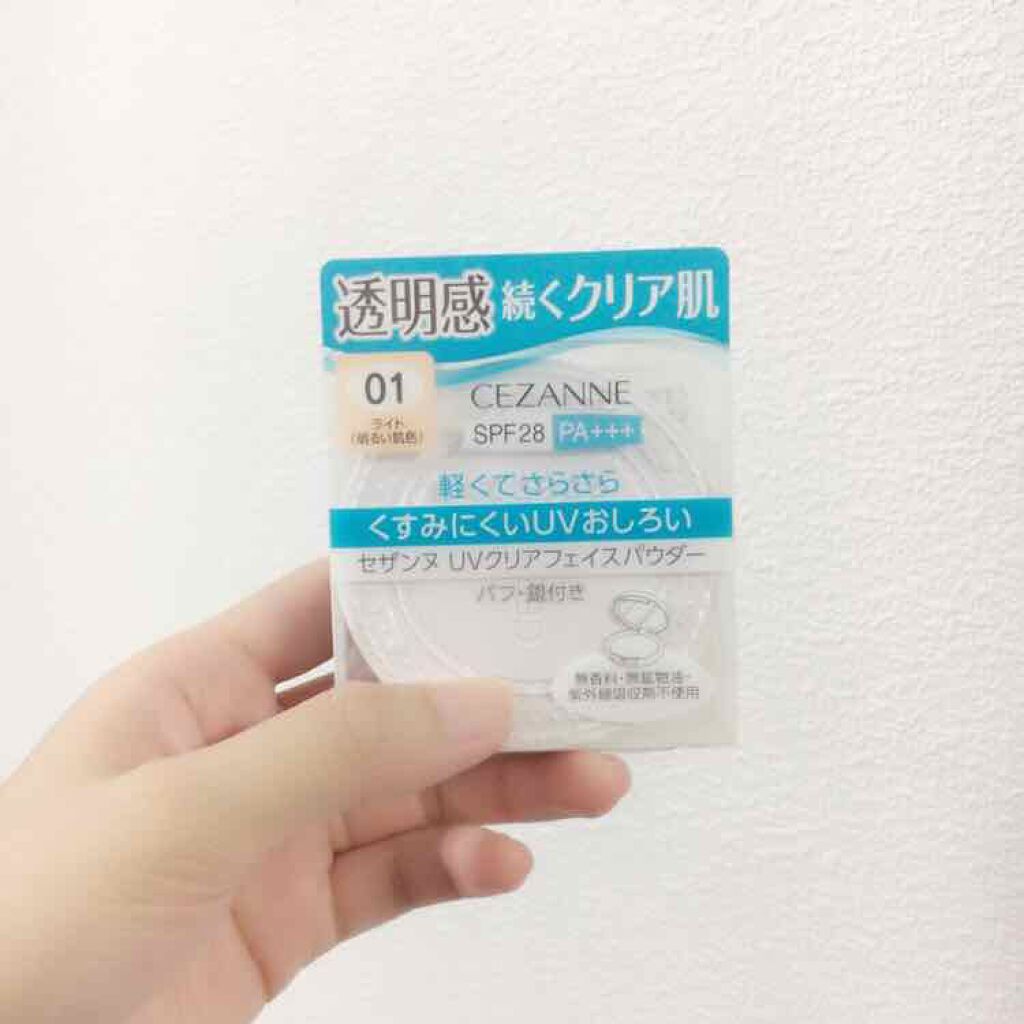 透明感 続くクリア肌
01
ライト
(明るい肌色)
CEZANNE
SPF28 PA+++
軽くてさらさら
くすみにくいUVおしろい
セザンヌ UVクリアフェイスパウダー
パフ・鏡付き
無香料・無鉱物油・
紫外線吸収剤不使用